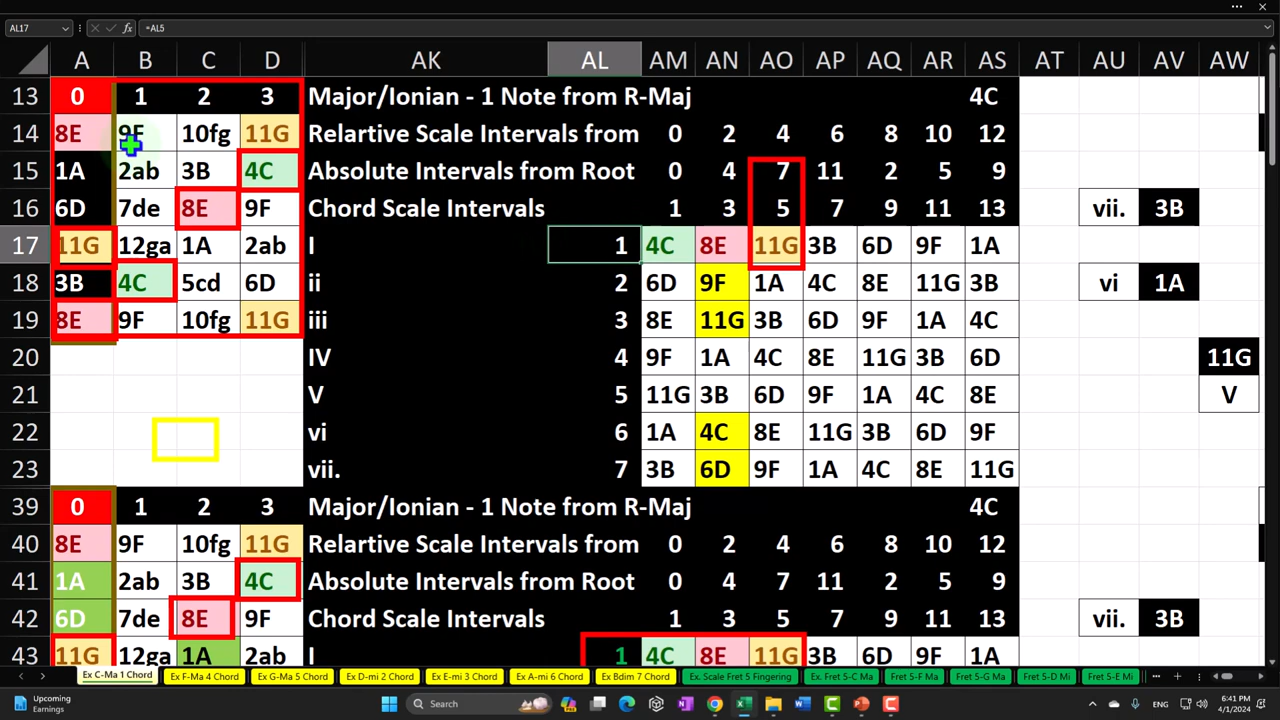 AL17 fx =AL5
A B C D AK AL AM AN AO AP AQ AR AS AT AU AV AW
13 0 1 2 3 Major/Ionian - 1 Note from R-Maj 4C
14 8E 9F 10fg 11G Relartive Scale Intervals from 0 2 4 6 8 10 12
15 1A 2ab 3B 4C Absolute Intervals from Root 0 4 7 11 2 5 9
16 6D 7de 8E 9F Chord Scale Intervals 1 3 5 7 9 11 13 vii. 3B
17 11G 12ga 1A 2ab I 1 4C 8E 11G 3B 6D 9F 1A
18 3B 4C 5cd 6D ii 2 6D 9F 1A 4C 8E 11G 3B vi 1A
19 8E 9F 10fg 11G iii 3 8E 11G 3B 6D 9F 1A 4C
20 IV 4 9F 1A 4C 8E 11G 3B 6D 11G
21 V 5 11G 3B 6D 9F 1A 4C 8E V
22 vi 6 1A 4C 8E 11G 3B 6D 9F
23 vii. 7 3B 6D 9F 1A 4C 8E 11G
39 0 1 2 3 Major/Ionian - 1 Note from R-Maj 4C
40 8E 9F 10fg 11G Relartive Scale Intervals from 0 2 4 6 8 10 12
41 1A 2ab 3B 4C Absolute Intervals from Root 0 4 7 11 2 5 9
42 6D 7de 8E 9F Chord Scale Intervals 1 3 5 7 9 11 13 vii. 3B
43 11G 12ga 1A 2ab I 1 4C 8E 11G 3B 6D 9F 1A
Ex C-Ma 1 Chord Ex F-Ma 4 Chord Ex G-Ma 5 Chord Ex D-mi 2 Chord Ex E-mi 3 Chord Ex A-mi 6 Chord Ex Bdim 7 Chord Ex. Scale Fret 5 Fingering Ex. Fret 5-C Ma Fret 5-F Ma Fret 5-G Ma Fret 5-D Mi Fret 5-E Mi
Upcoming
Earnings
Search
6:41 PM
4/1/2024